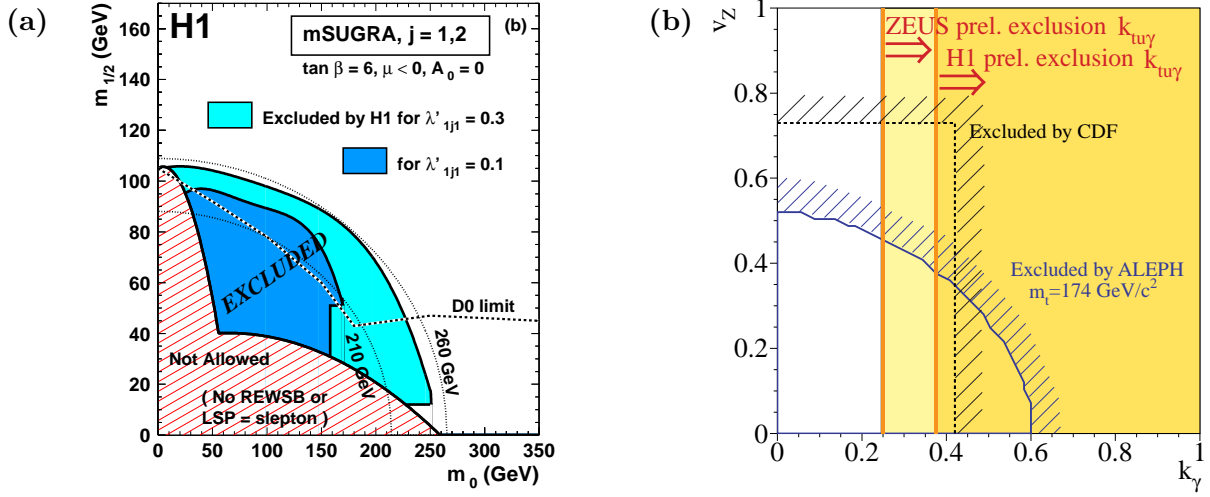 (a)
H1
(b)
mSUGRA, j = 1,2
tan β = 6, μ < 0, A0 = 0
Excluded by H1 for λ'1j1 = 0.3
for λ'1j1 = 0.1
EXCLUDED
D0 limit
210 GeV
260 GeV
Not Allowed
( No REWSB or
LSP = slepton )
m1/2 (GeV)
160
140
120
100
80
60
40
20
0
0 50 100 150 200 250 300 350
m0 (GeV)
(b)
ZEUS prel. exclusion ktuγ
H1 prel. exclusion ktuγ
Excluded by CDF
Excluded by ALEPH
mt=174 GeV/c²
vZ
1
0.8
0.6
0.4
0.2
0
0 0.2 0.4 0.6 0.8 1
kγ